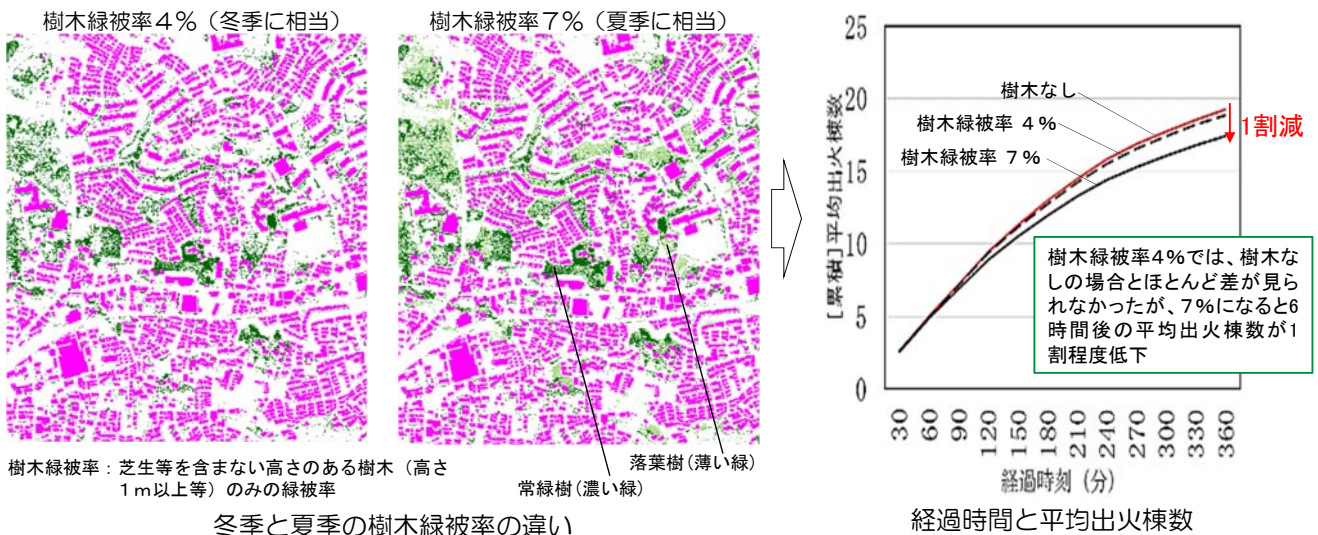 樹木緑被率４％（冬季に相当）
樹木緑被率７％（夏季に相当）
樹木緑被率：芝生等を含まない高さのある樹木（高さ
１ｍ以上等）のみの緑被率
落葉樹(薄い緑)
常緑樹(濃い緑)
冬季と夏季の樹木緑被率の違い
[累積]平均出火棟数
25
20
15
10
5
0
樹木なし
樹木緑被率 ４％
樹木緑被率 ７％
1割減
樹木緑被率4％では、樹木な
しの場合とほとんど差が見ら
れなかったが、7％になると6
時間後の平均出火棟数が1
割程度低下
30
60
90
120
150
180
210
240
270
300
330
360
経過時刻（分）
経過時間と平均出火棟数